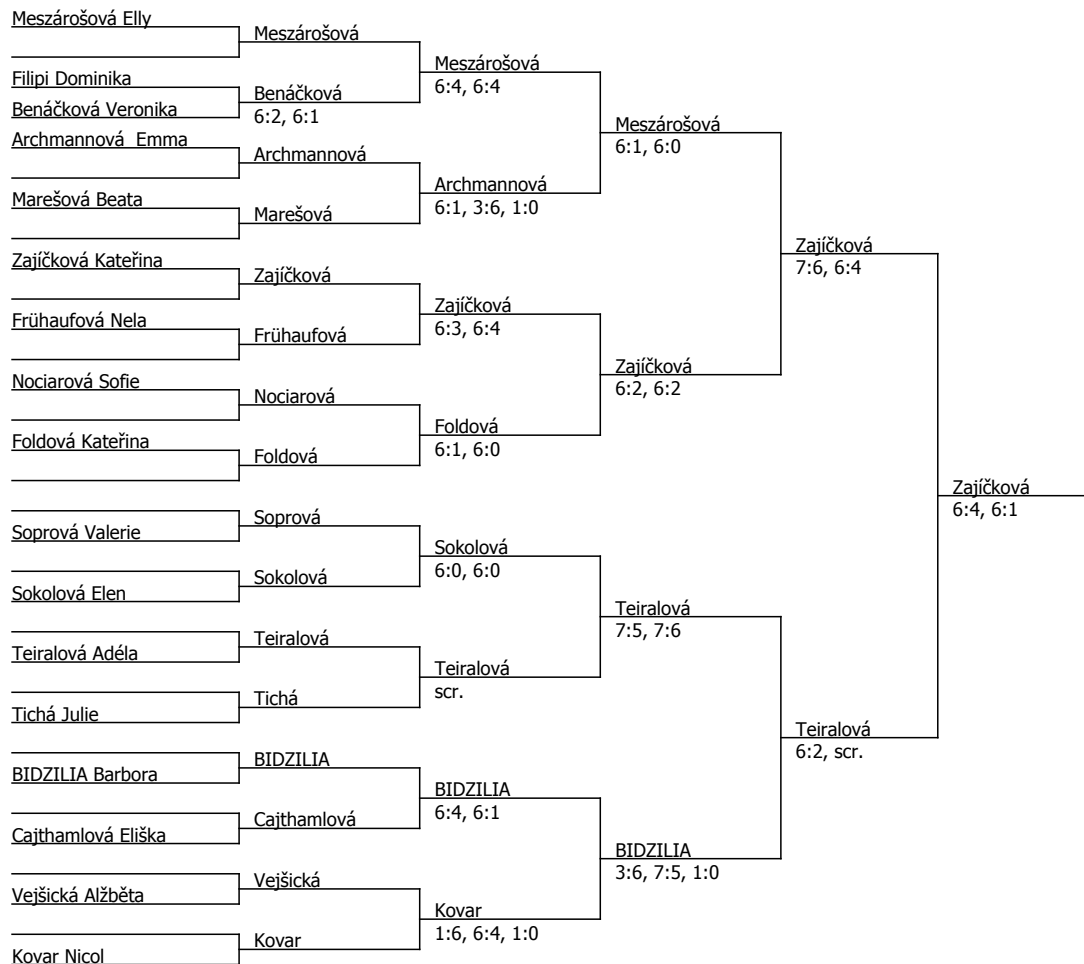 Meszárošová Elly
Filipi Dominika
Benáčková Veronika
Archmannová  Emma
Marešová Beata
Zajíčková Kateřina
Frühaufová Nela
Nociarová Sofie
Foldová Kateřina
Soprová Valerie
Sokolová Elen
Teiralová Adéla
Tichá Julie
BIDZILIA Barbora
Cajthamlová Eliška
Vejšická Alžběta
Kovar Nicol
Meszárošová
Benáčková
6:2, 6:1
Archmannová
Marešová
Zajíčková
Frühaufová
Nociarová
Foldová
Soprová
Sokolová
Teiralová
Tichá
BIDZILIA
Cajthamlová
Vejšická
Kovar
Meszárošová
6:4, 6:4
Archmannová
6:1, 3:6, 1:0
Zajíčková
6:3, 6:4
Foldová
6:1, 6:0
Sokolová
6:0, 6:0
Teiralová
scr.
BIDZILIA
6:4, 6:1
Kovar
1:6, 6:4, 1:0
Meszárošová
6:1, 6:0
Zajíčková
6:2, 6:2
Teiralová
7:5, 7:6
BIDZILIA
3:6, 7:5, 1:0
Zajíčková
7:6, 6:4
Teiralová
6:2, scr.
Zajíčková
6:4, 6:1